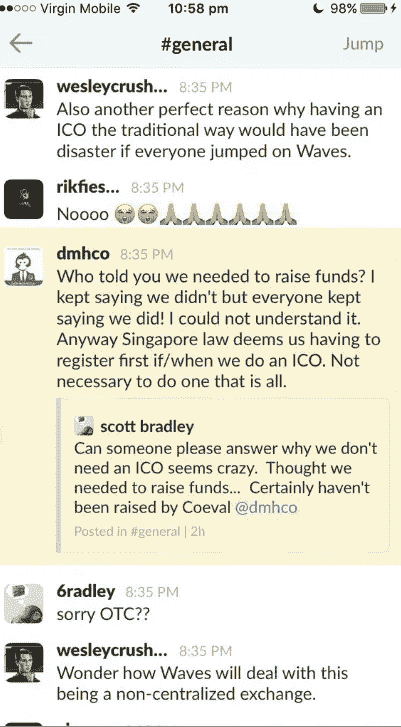 Virgin Mobile 10:58 pm 98%
#general Jump
wesleycrush... 8:35 PM
Also another perfect reason why having an
ICO the traditional way would have been
disaster if everyone jumped on Waves.
rikfies... 8:35 PM
Noooo 😭😭🙏🙏🙏🙏🙏🙏
dmhco 8:35 PM
Who told you we needed to raise funds? I
kept saying we didn't but everyone kept
saying we did! I could not understand it.
Anyway Singapore law deems us having to
register first if/when we do an ICO. Not
necessary to do one that is all.
scott bradley
Can someone please answer why we don't
need an ICO seems crazy. Thought we
needed to raise funds... Certainly haven't
been raised by Coeval @dmhco
Posted in #general | 2h
6radley 8:35 PM
sorry OTC??
wesleycrush... 8:35 PM
Wonder how Waves will deal with this
being a non-centralized exchange.